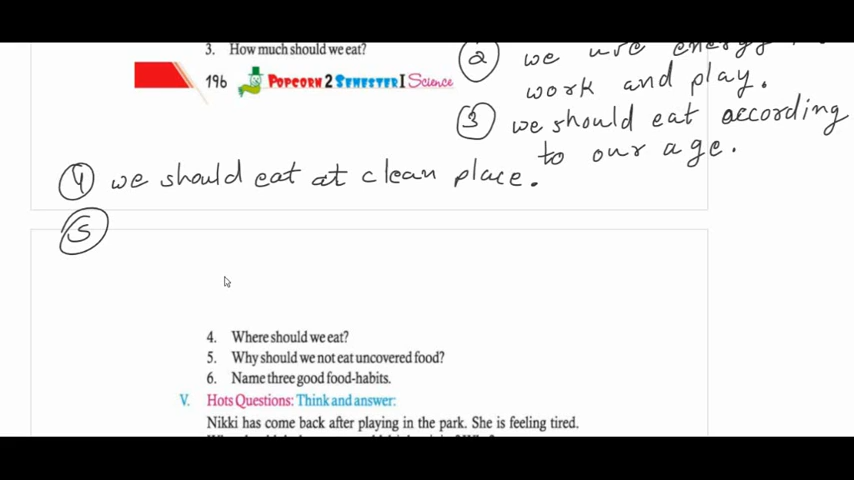 3. How much should we eat?
② we use energy
work and play.
196 POPCORN 2 SEMESTER I Science
③ we should eat according
to our age.
④ we should eat at clean place.
⑤
4. Where should we eat?
5. Why should we not eat uncovered food?
6. Name three good food-habits.
V. Hots Questions: Think and answer:
Nikki has come back after playing in the park. She is feeling tired.